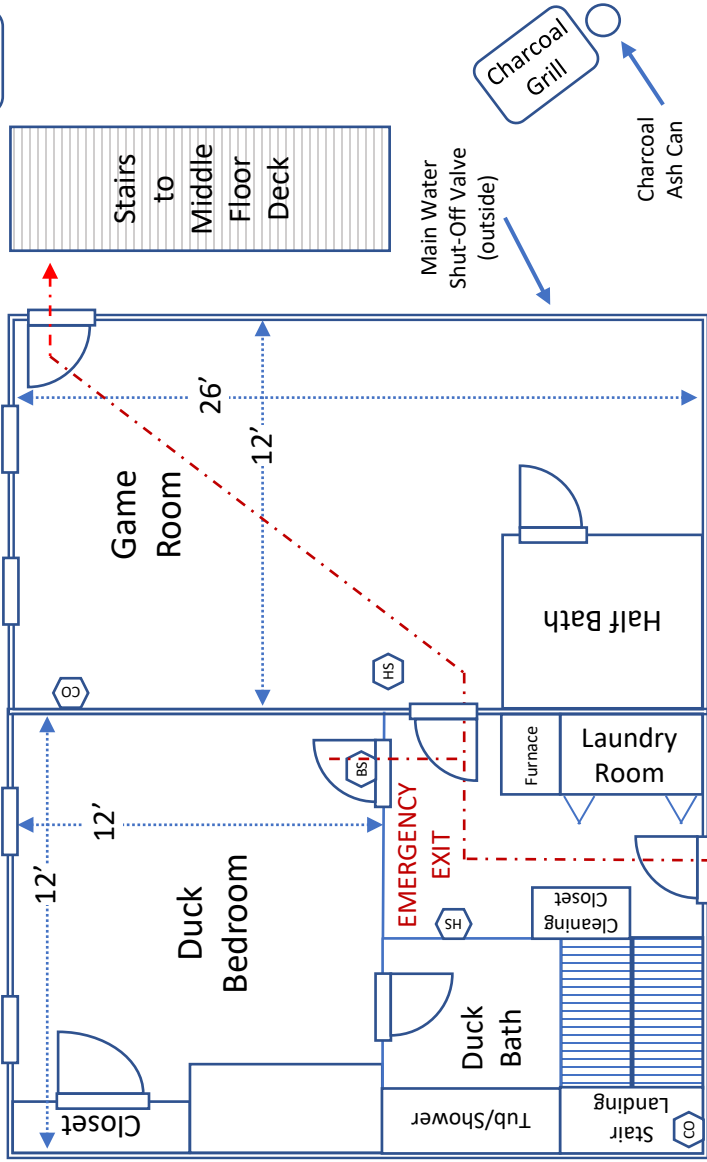 Stairs
to
Middle
Floor
Deck
Charcoal
Grill
Charcoal
Ash Can
Main Water
Shut-Off Valve
(outside)
Game
Room
26’
12’
CO
HS
Half Bath
12’
12’
Duck
Bedroom
Closet
BS
EMERGENCY
EXIT
HS
Furnace
Laundry
Room
Cleaning
Closet
Duck
Bath
Tub/Shower
Stair
Landing
CO